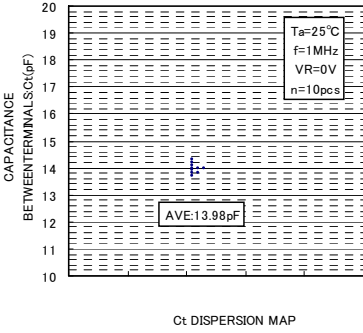 20
19
18
17
16
15
14
13
12
11
10
CAPACITANCE
BETWEENTERMINALS:Ct(pF)
Ta=25°C
f=1MHz
VR=0V
n=10pcs
AVE:13.98pF
Ct DISPERSION MAP